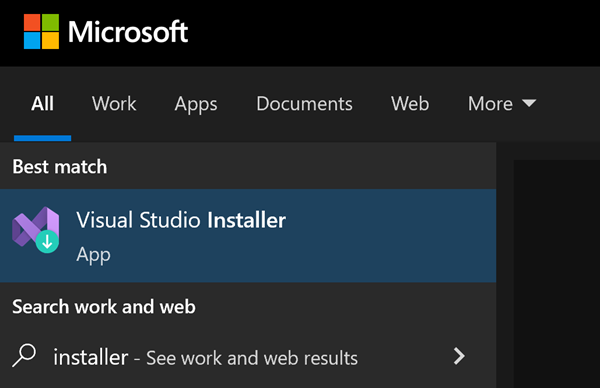 Microsoft
All Work Apps Documents Web More
Best match
Visual Studio Installer
App
Search work and web
installer - See work and web results